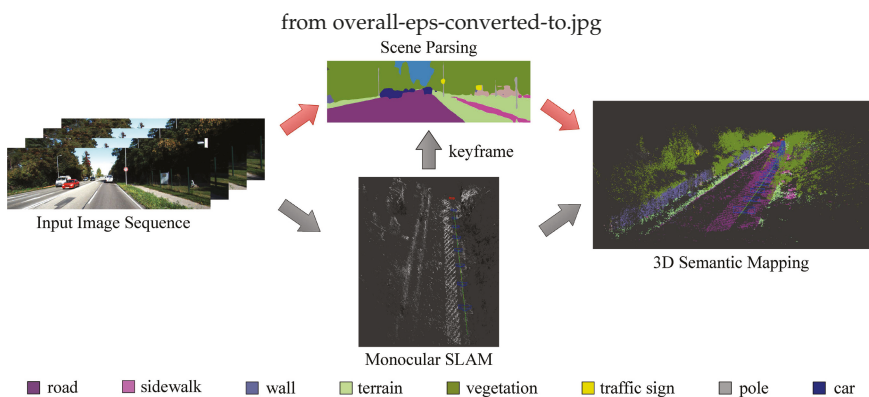 from overall-eps-converted-to.jpg
Scene Parsing
keyframe
Input Image Sequence
3D Semantic Mapping
Monocular SLAM
road sidewalk wall terrain vegetation traffic sign pole car